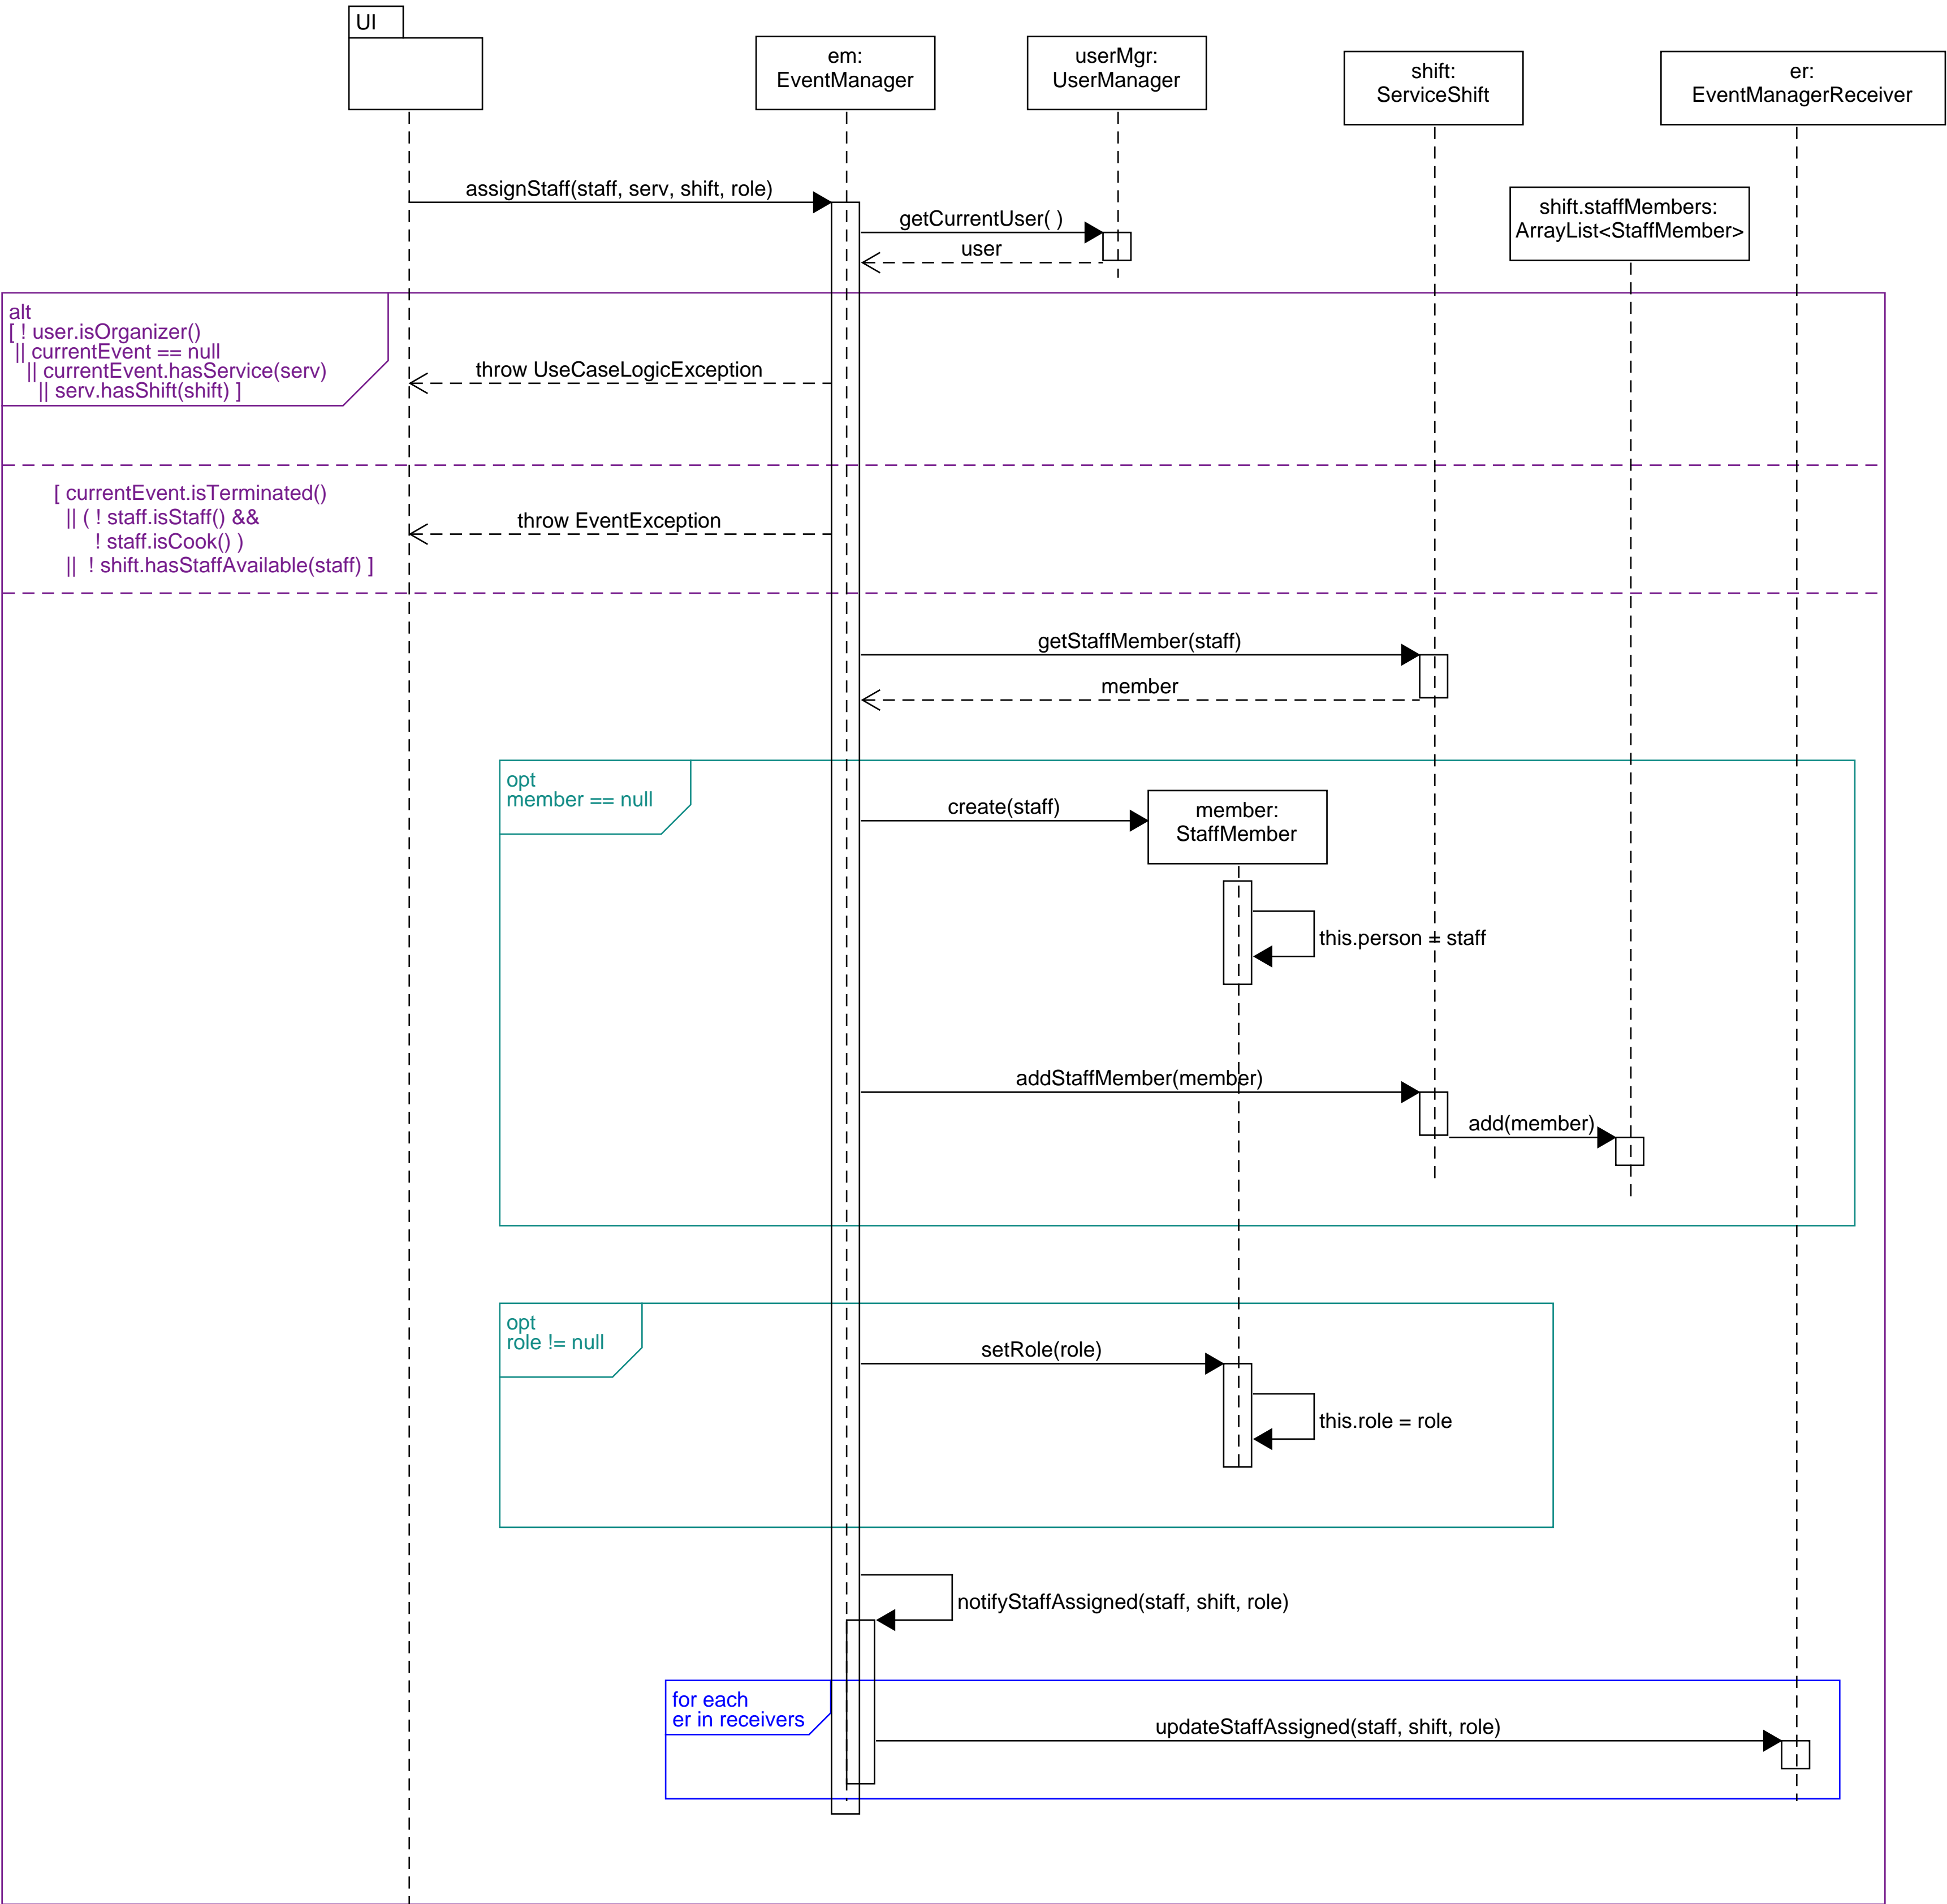 UI
em:
EventManager
userMgr:
UserManager
shift:
ServiceShift
er:
EventManagerReceiver
assignStaff(staff, serv, shift, role)
shift.staffMembers:
ArrayList<StaffMember>
getCurrentUser( )
user
alt
[ ! user.isOrganizer()
|| currentEvent == null
|| currentEvent.hasService(serv)
|| serv.hasShift(shift) ]
throw UseCaseLogicException
[ currentEvent.isTerminated()
|| ( ! staff.isStaff() &&
! staff.isCook() )
|| ! shift.hasStaffAvailable(staff) ]
throw EventException
getStaffMember(staff)
member
opt
member == null
create(staff)
member:
StaffMember
this.person = staff
addStaffMember(member)
add(member)
opt
role != null
setRole(role)
this.role = role
notifyStaffAssigned(staff, shift, role)
for each
er in receivers
updateStaffAssigned(staff, shift, role)